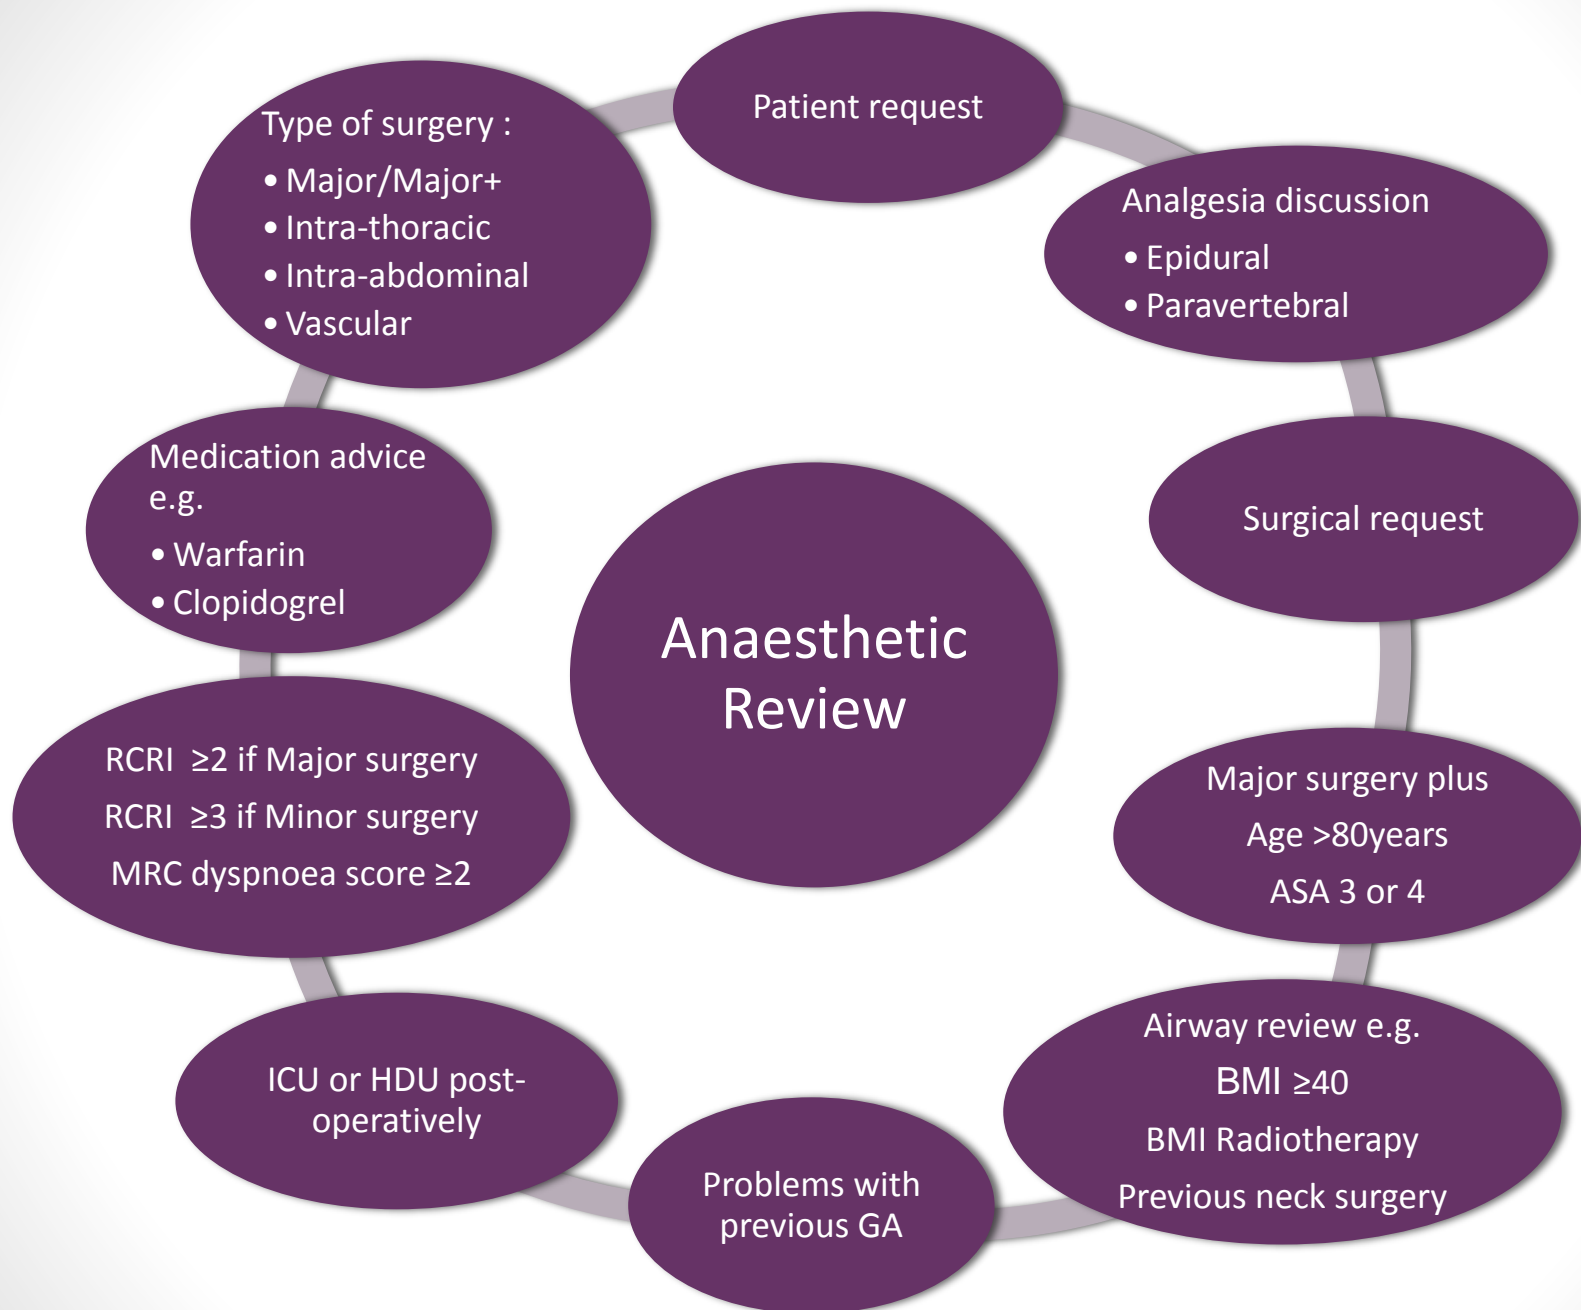 Patient request
Analgesia discussion
• Epidural
• Paravertebral
Surgical request
Major surgery plus
Age >80years
ASA 3 or 4
Airway review e.g.
BMI ≥40
BMI Radiotherapy
Previous neck surgery
Problems with
previous GA
ICU or HDU post-
operatively
RCRI ≥2 if Major surgery
RCRI ≥3 if Minor surgery
MRC dyspnoea score ≥2
Medication advice
e.g.
• Warfarin
• Clopidogrel
Type of surgery :
• Major/Major+
• Intra-thoracic
• Intra-abdominal
• Vascular
Anaesthetic
Review